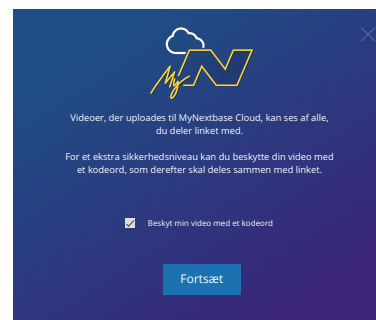 My N
Videoer, der uploades til MyNextbase Cloud, kan ses af alle,
du deler linket med.
For et ekstra sikkerhedsniveau kan du beskytte din video med
et kodeord, som derefter skal deles sammen med linket.
Beskyt min video med et kodeord
Fortsæt